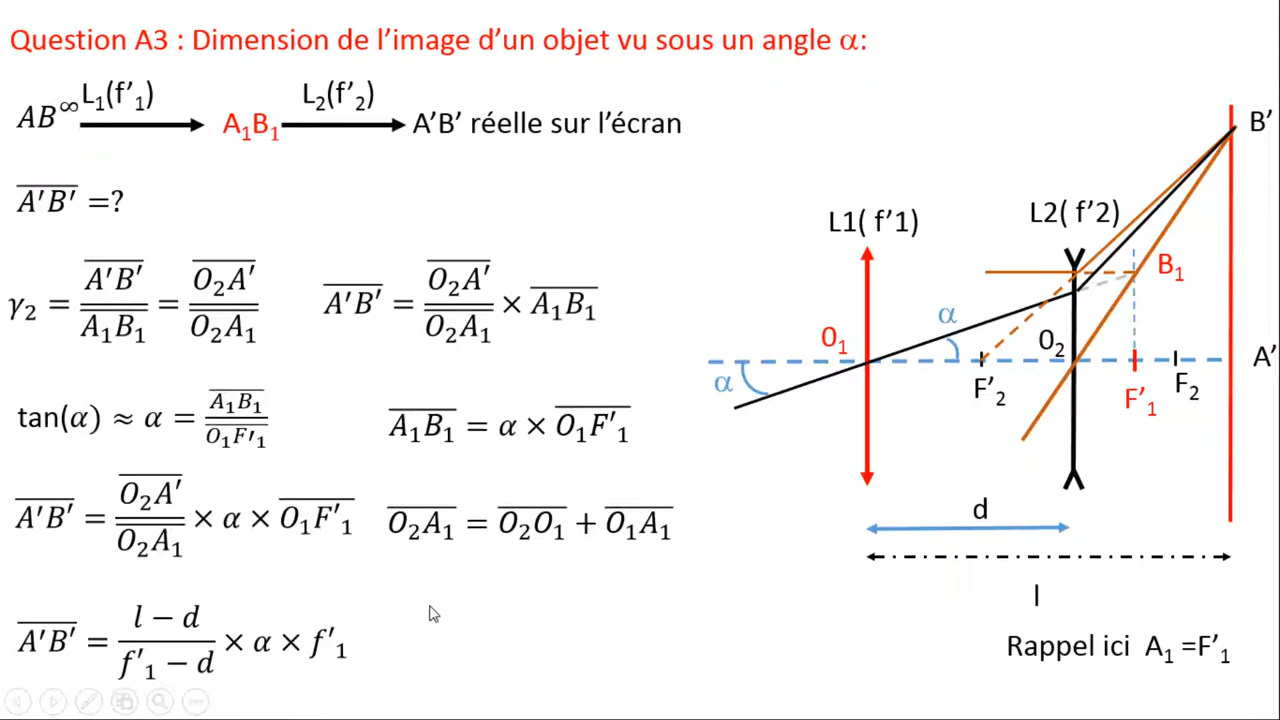 Question A3 : Dimension de l'image d'un objet vu sous un angle α:
AB∞ L₁(f'₁) A₁B₁ L₂(f'₂) A'B' réelle sur l'écran
A'B' =?
γ₂ = A'B' / A₁B₁ = O₂A' / O₂A₁
A'B' = O₂A' / O₂A₁ × A₁B₁
tan(α) ≈ α = A₁B₁ / O₁F'₁
A₁B₁ = α × O₁F'₁
A'B' = O₂A' / O₂A₁ × α × O₁F'₁
O₂A₁ = O₂O₁ + O₁A₁
A'B' = l − d / f'₁ − d × α × f'₁
B'
L2( f'2)
L1( f'1)
B₁
α
O₁
O₂
A'
α
F'₂
F'₁
F₂
d
l
Rappel ici A₁ =F'₁